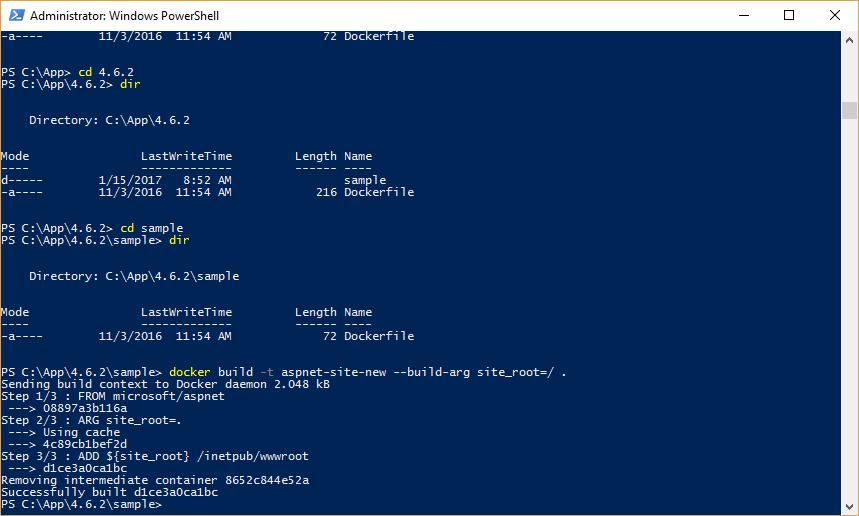 Administrator: Windows PowerShell
-a---- 11/3/2016 11:54 AM 72 Dockerfile
PS C:\App> cd 4.6.2
PS C:\App\4.6.2> dir
Directory: C:\App\4.6.2
Mode LastWriteTime Length Name
---- ------------- ------ ----
d----- 1/15/2017 8:52 AM sample
-a---- 11/3/2016 11:54 AM 216 Dockerfile
PS C:\App\4.6.2> cd sample
PS C:\App\4.6.2\sample> dir
Directory: C:\App\4.6.2\sample
Mode LastWriteTime Length Name
---- ------------- ------ ----
-a---- 11/3/2016 11:54 AM 72 Dockerfile
PS C:\App\4.6.2\sample> docker build -t aspnet-site-new --build-arg site_root=/ .
Sending build context to Docker daemon 2.048 kB
Step 1/3 : FROM microsoft/aspnet
---> 08897a3b116a
Step 2/3 : ARG site_root=.
---> Using cache
---> 4c89cb1bef2d
Step 3/3 : ADD ${site_root} /inetpub/wwwroot
---> d1ce3a0ca1bc
Removing intermediate container 8652c844e52a
Successfully built d1ce3a0ca1bc
PS C:\App\4.6.2\sample>